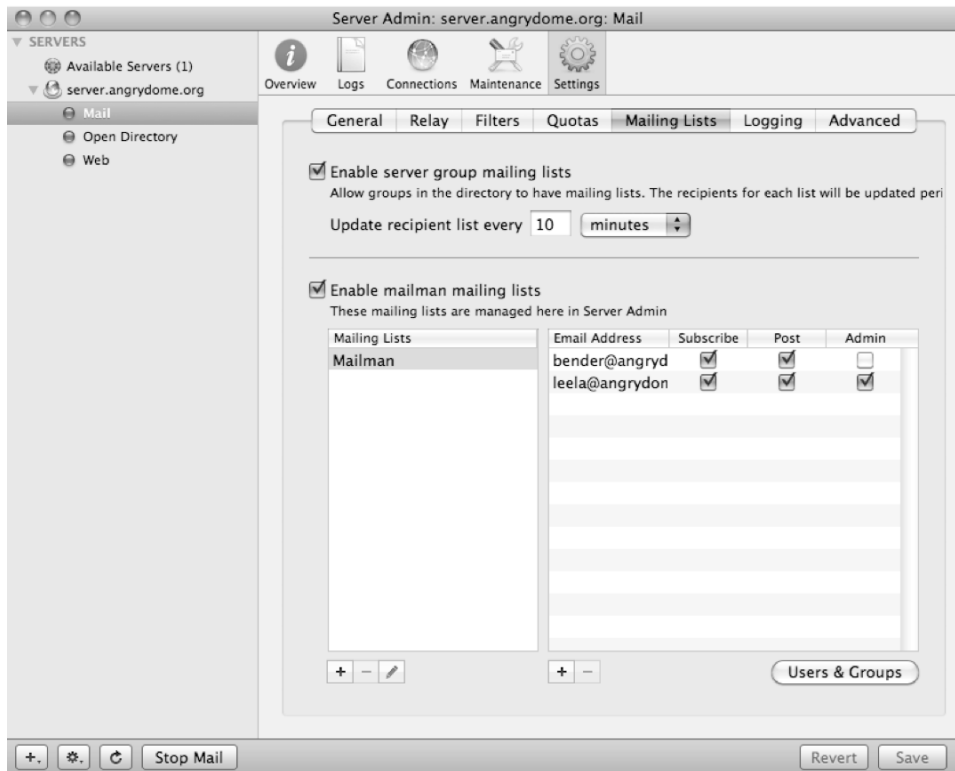 Server Admin: server.angrydome.org: Mail
SERVERS
Available Servers (1)
server.angrydome.org
Mail
Open Directory
Web
Overview Logs Connections Maintenance Settings
General Relay Filters Quotas Mailing Lists Logging Advanced
Enable server group mailing lists
Allow groups in the directory to have mailing lists. The recipients for each list will be updated peri
Update recipient list every 10 minutes
Enable mailman mailing lists
These mailing lists are managed here in Server Admin
Mailing Lists Email Address Subscribe Post Admin
Mailman bender@angryd
leela@angrydon
Users & Groups
Stop Mail Revert Save